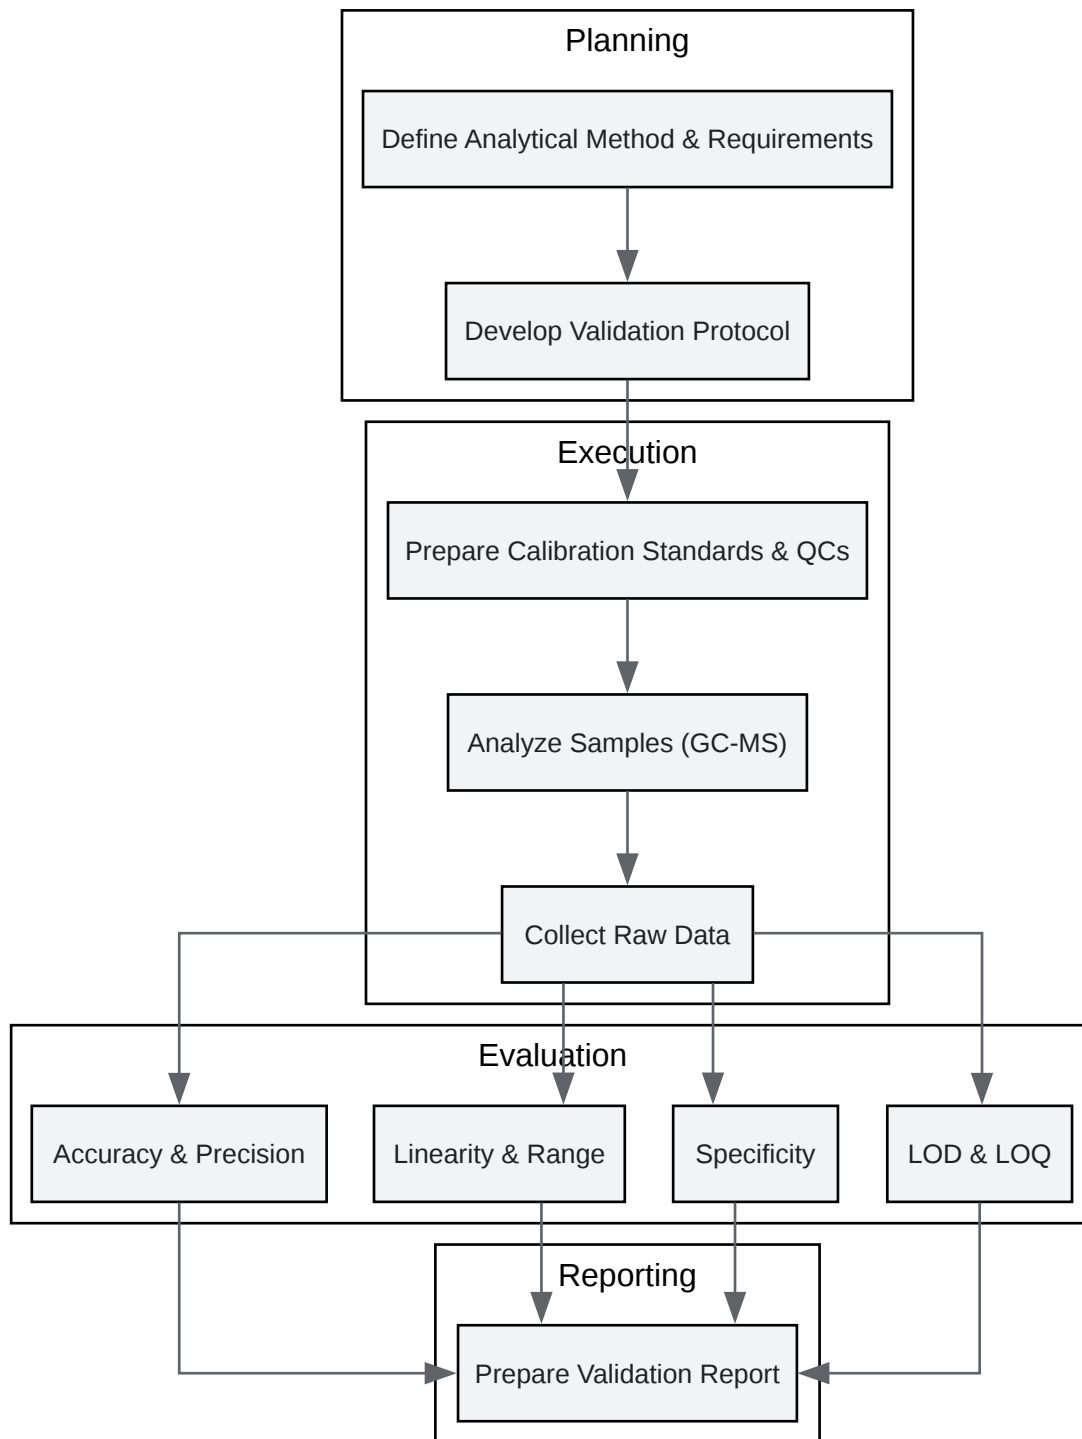 Planning
Define Analytical Method & Requirements
Develop Validation Protocol
Execution
Prepare Calibration Standards & QCs
Analyze Samples (GC-MS)
Collect Raw Data
Evaluation
Accuracy & Precision
Linearity & Range
Specificity
LOD & LOQ
Reporting
Prepare Validation Report